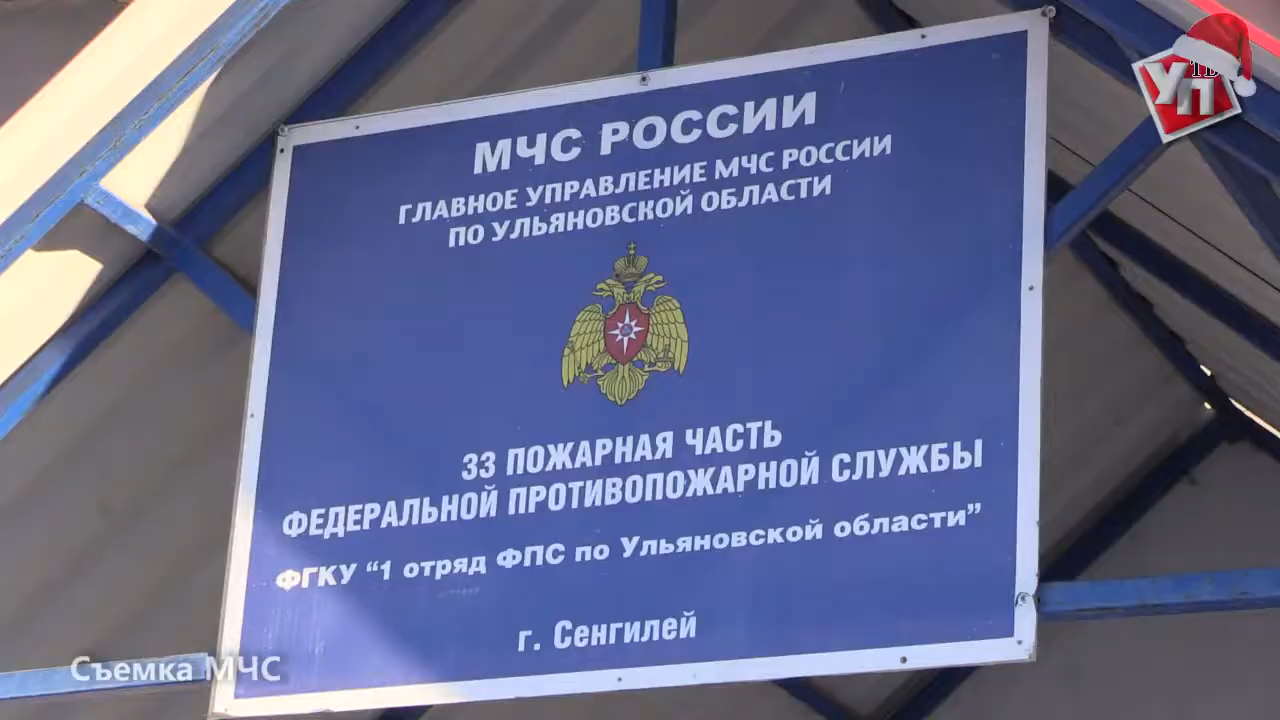 УП
ТВ
МЧС РОССИИ
ГЛАВНОЕ УПРАВЛЕНИЕ МЧС РОССИИ
ПО УЛЬЯНОВСКОЙ ОБЛАСТИ
33 ПОЖАРНАЯ ЧАСТЬ
ФЕДЕРАЛЬНОЙ ПРОТИВОПОЖАРНОЙ СЛУЖБЫ
ФГКУ “1 отряд ФПС по Ульяновской области”
г. Сенгилей
Съемка МЧС